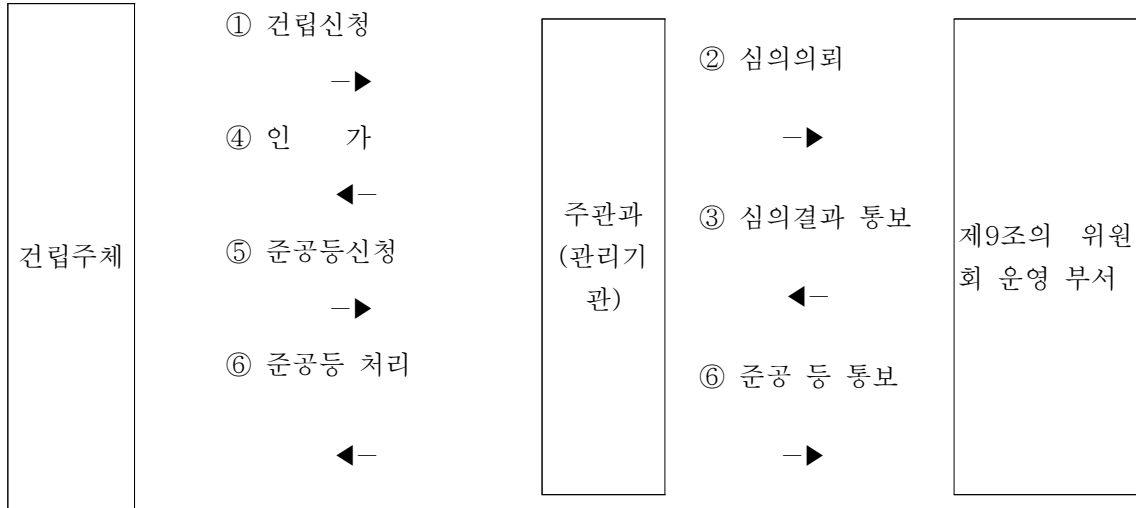 건립주체
① 건립신청
─▶
④ 인 가
◀─
⑤ 준공등신청
─▶
⑥ 준공등 처리
◀─
주관과
(관리기
관)
② 심의의뢰
─▶
③ 심의결과 통보
◀─
⑥ 준공 등 통보
─▶
제9조의 위원
회 운영 부서